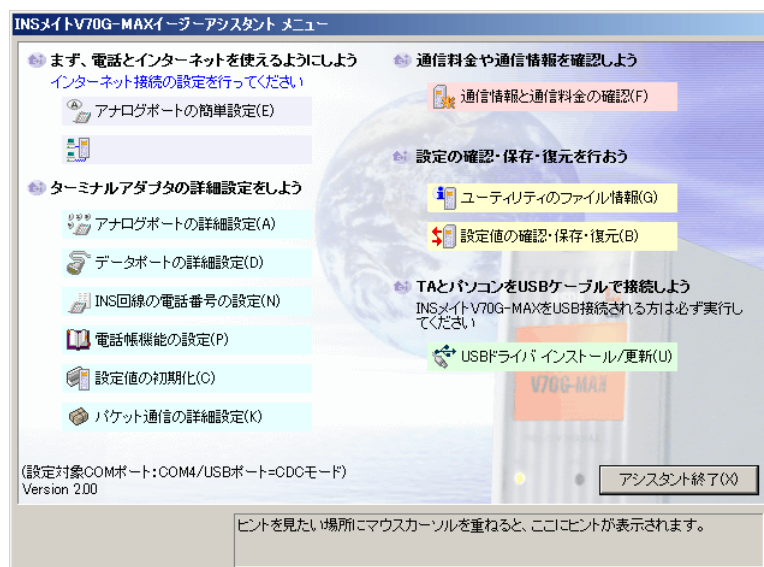 INSメイトV70G-MAXイージーアシスタント メニュー
まず、電話とインターネットを使えるようにしよう
インターネット接続の設定を行ってください
アナログポートの簡単設定(E)
ターミナルアダプタの詳細設定をしよう
アナログポートの詳細設定(A)
データポートの詳細設定(D)
INS回線の電話番号の設定(N)
電話帳機能の設定(P)
設定値の初期化(C)
パケット通信の詳細設定(K)
(設定対象COMポート:COM4/USBポート=CDCモード)
Version 2.00
通信料金や通信情報を確認しよう
通信情報と通信料金の確認(F)
設定の確認・保存・復元を行おう
ユーティリティのファイル情報(G)
設定値の確認・保存・復元(B)
TAとパソコンをUSBケーブルで接続しよう
INSメイトV70G-MAXをUSB接続される方は必ず実行し
てください
USBドライバ インストール/更新(U)
V70G-MAX
アシスタント終了(X)
ヒントを見たい場所にマウスカーソルを重ねると、ここにヒントが表示されます。